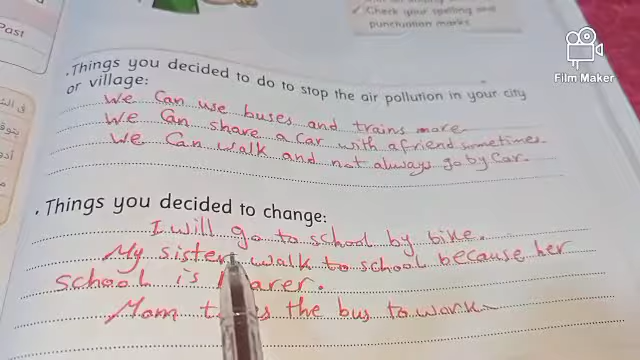 Past
✓ Check your spelling and
punctuation marks.
Film Maker
. Things you decided to do to stop the air pollution in your city
or village:
We Can use buses and trains more
We Can share a car with a friend sometimes.
We Can walk and not always go by Car.
. Things you decided to change:
I will go to school by bike.
My sister walk to school because her
school is
Mom the bus to work.